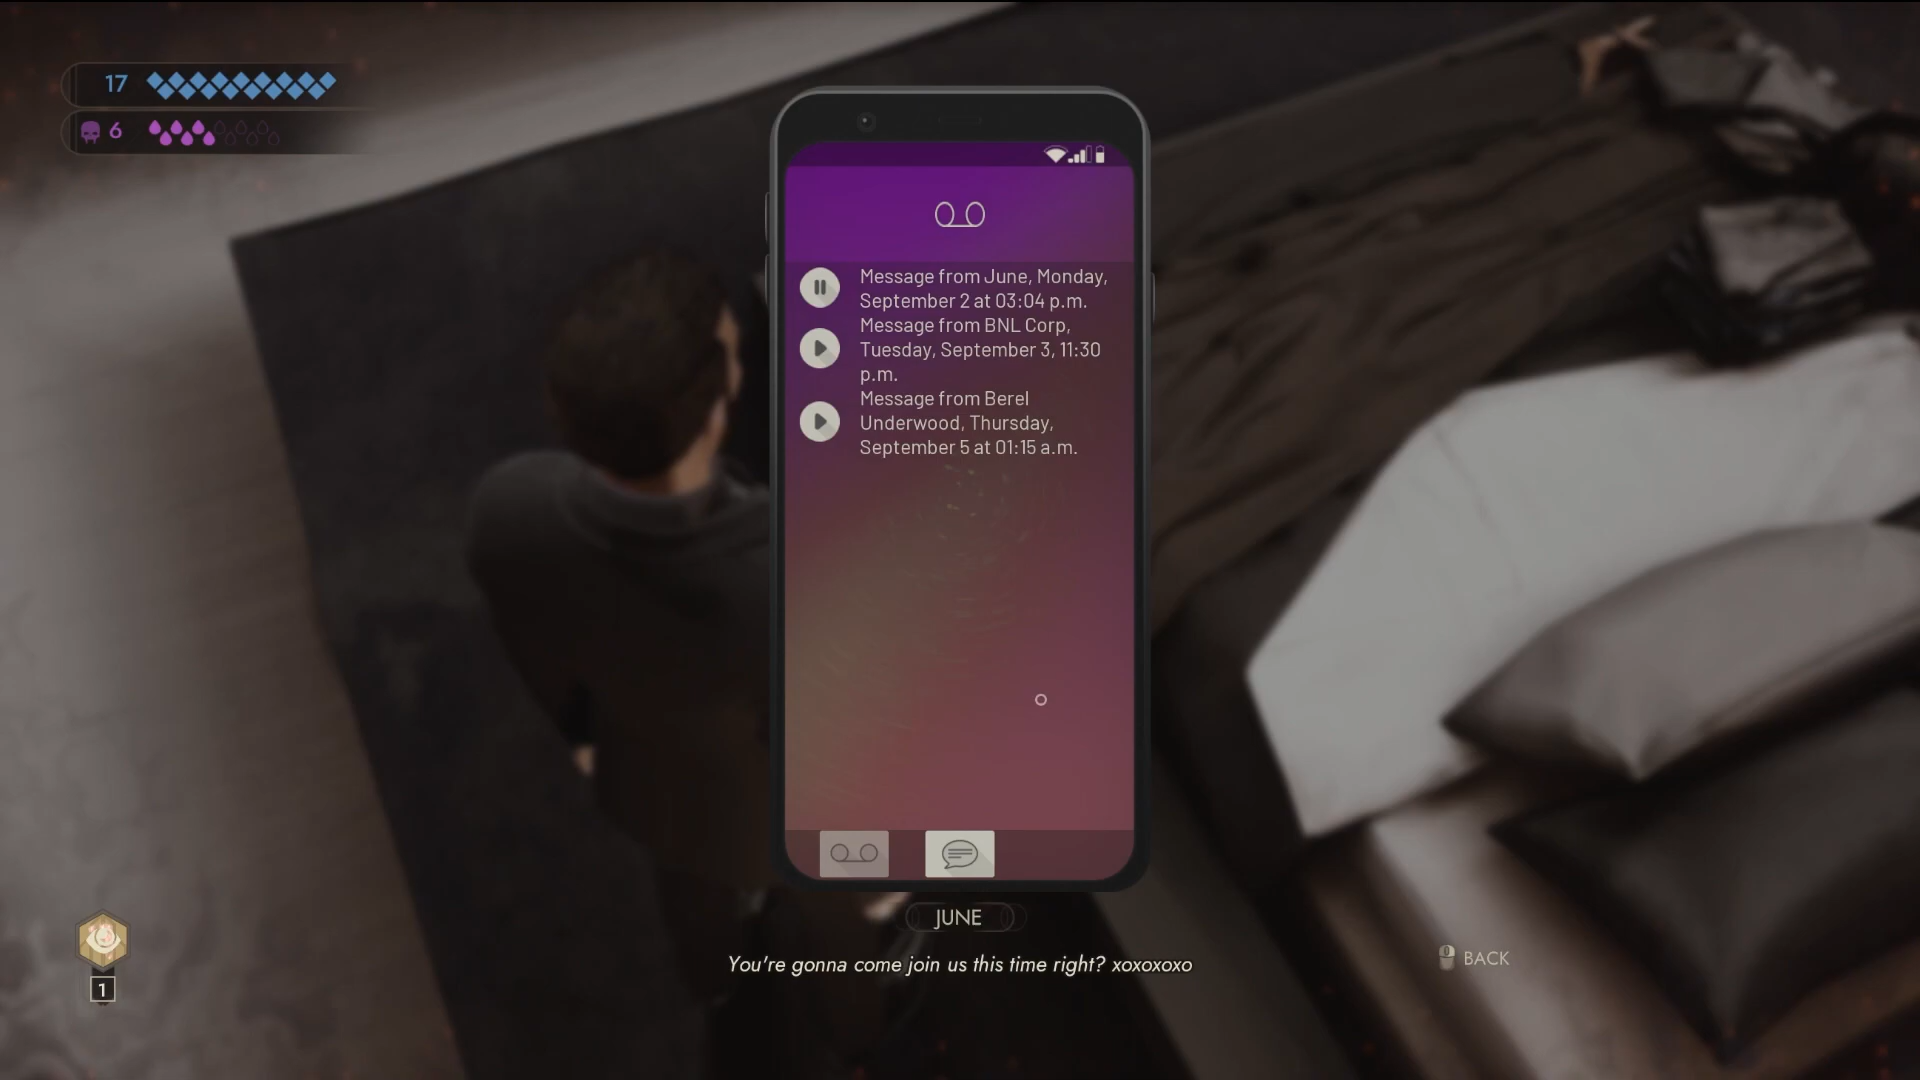 17
6
Message from June, Monday,
September 2 at 03:04 p.m.
Message from BNL Corp,
Tuesday, September 3, 11:30
p.m.
Message from Berel
Underwood, Thursday,
September 5 at 01:15 a.m.
JUNE
You're gonna come join us this time right? xoxoxoxo
BACK
1